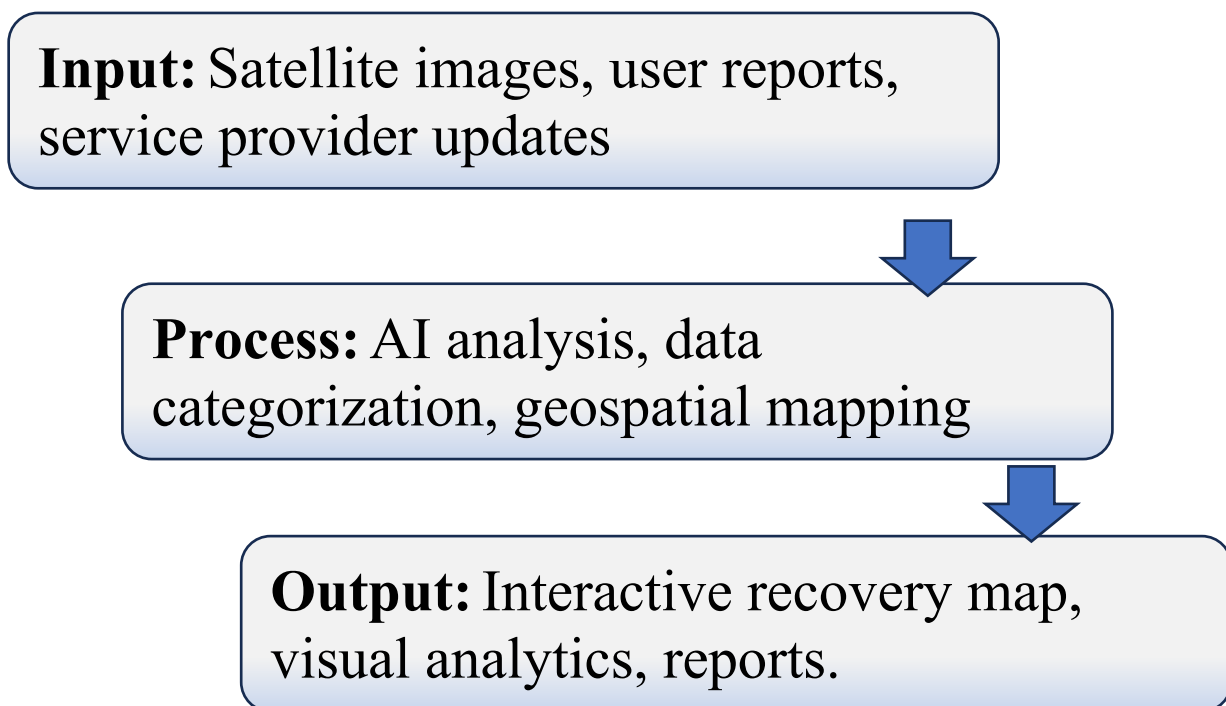 Input: Satellite images, user reports,
service provider updates
Process: AI analysis, data
categorization, geospatial mapping
Output: Interactive recovery map,
visual analytics, reports.